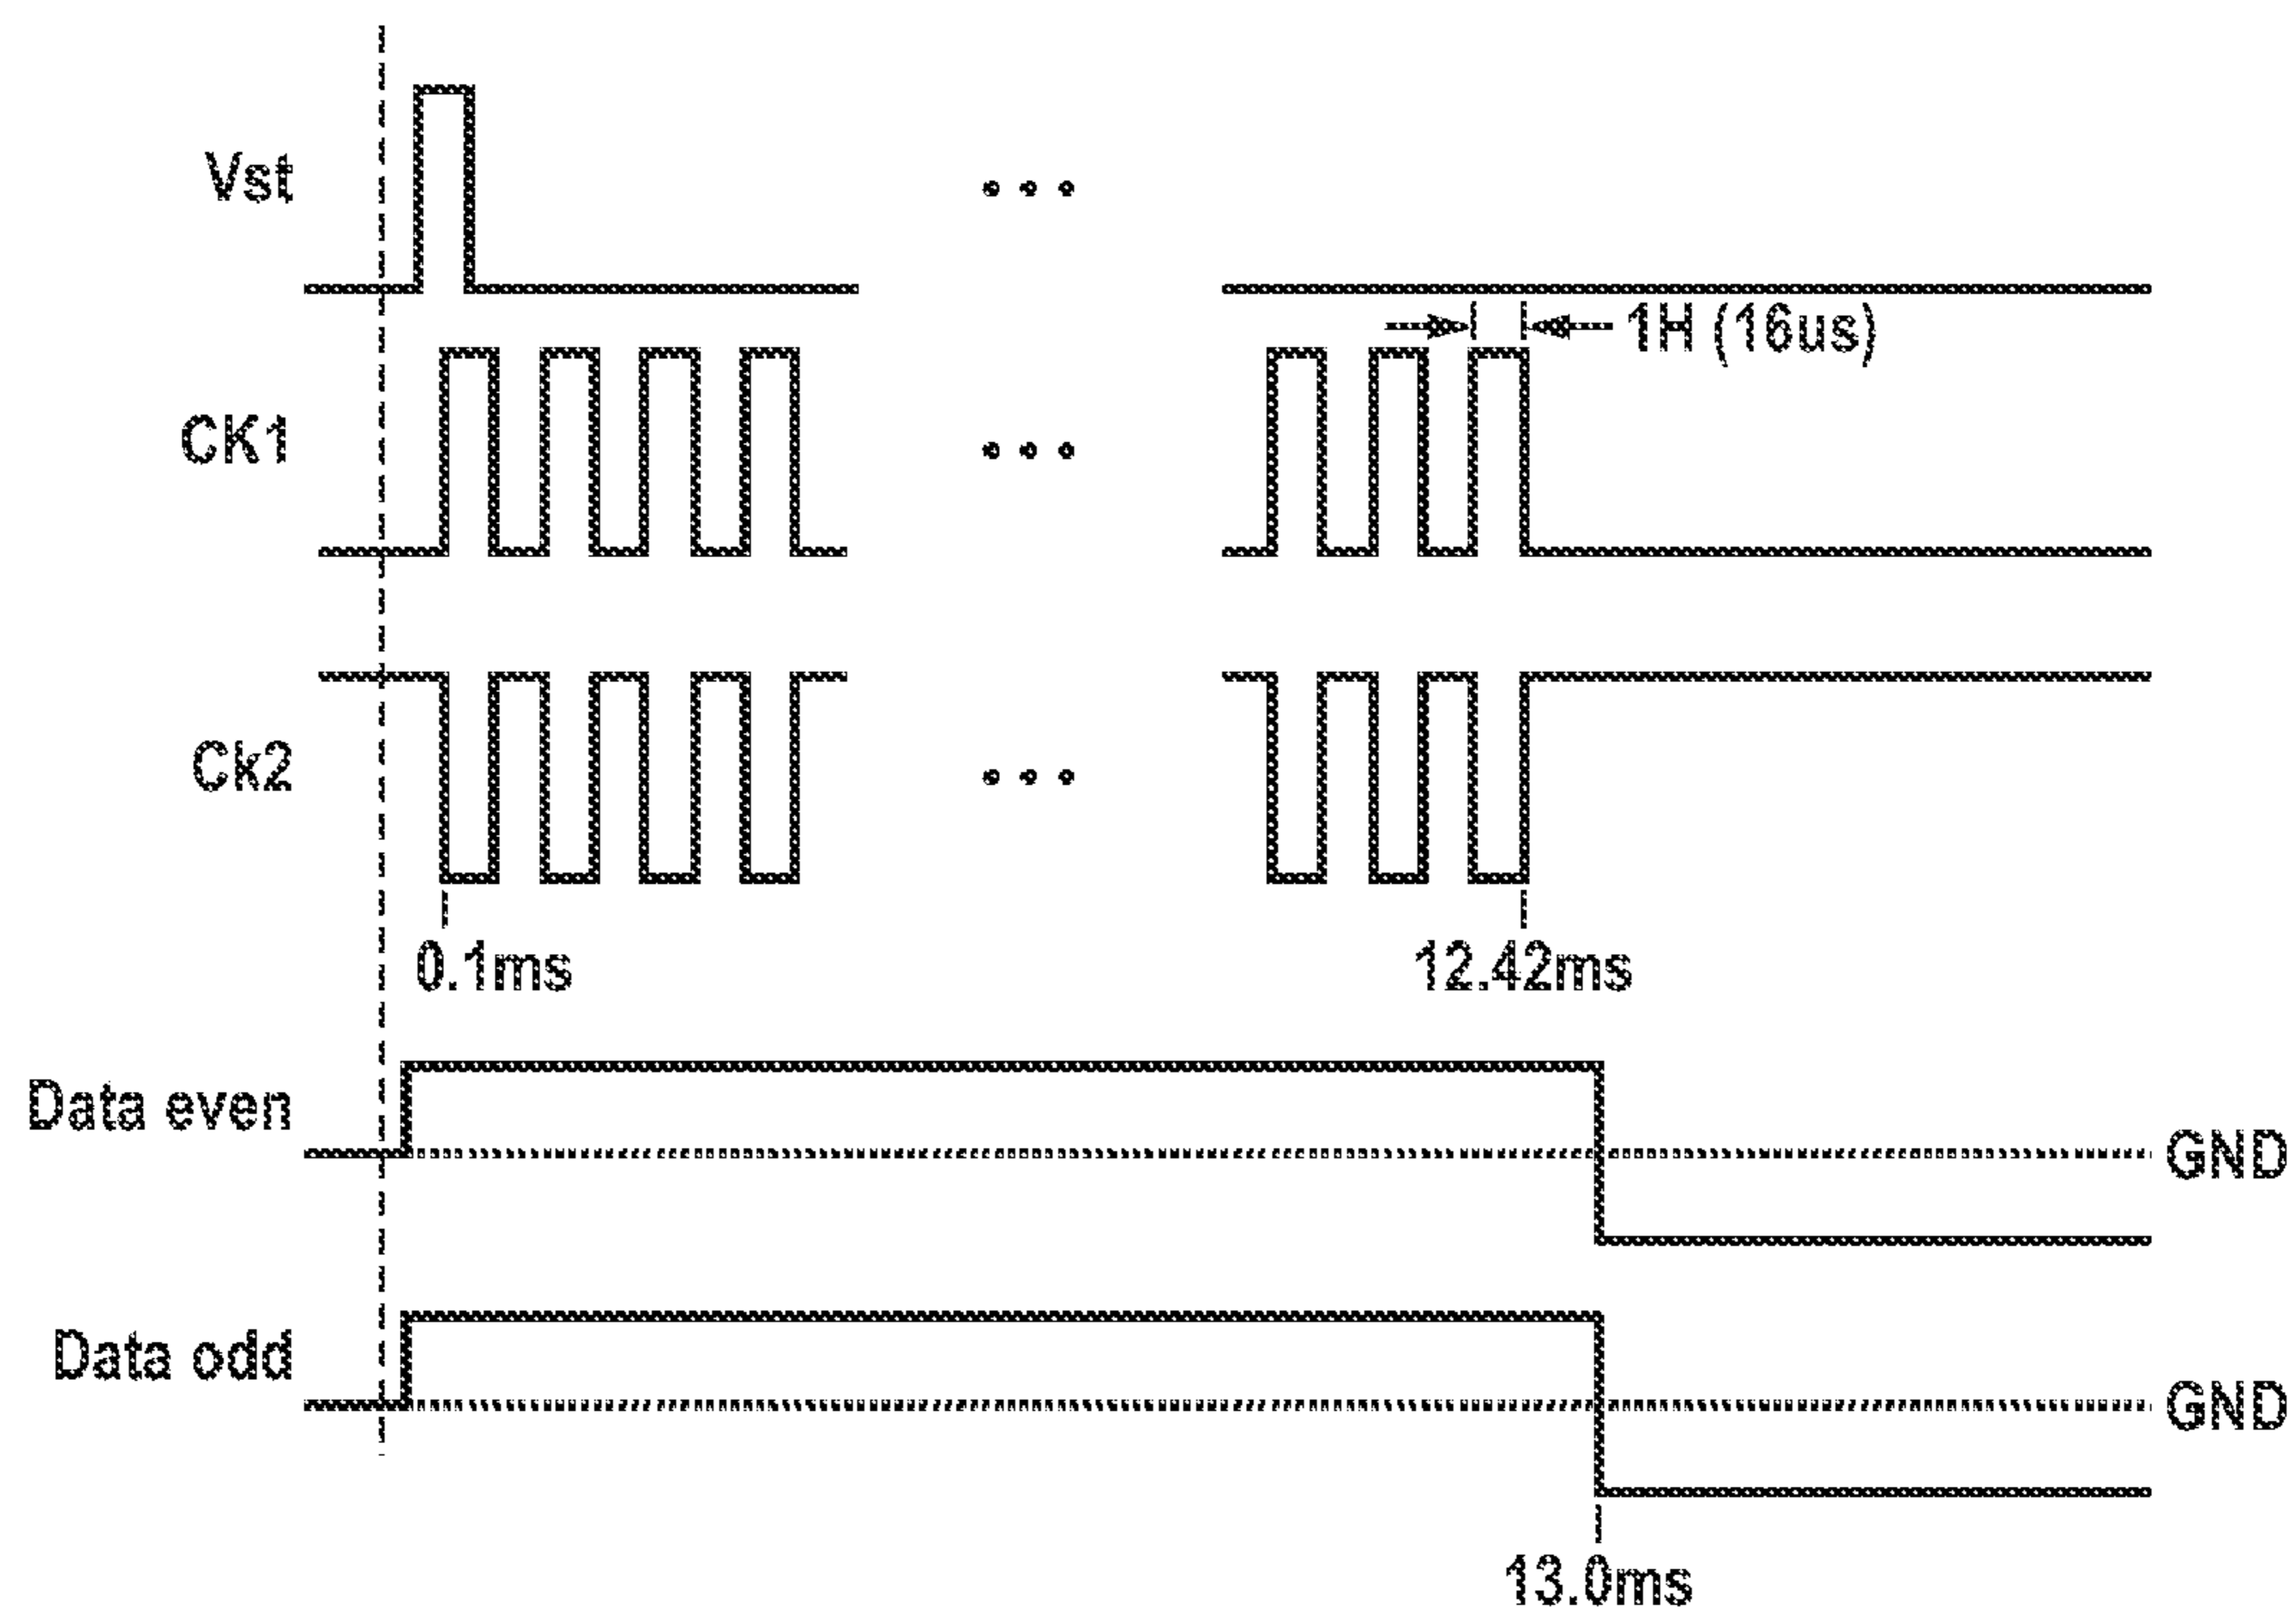 Vst
1H (16us)
CK1
Ck2
0.1ms
12.42ms
Data even
GND
Data odd
GND
13.0ms